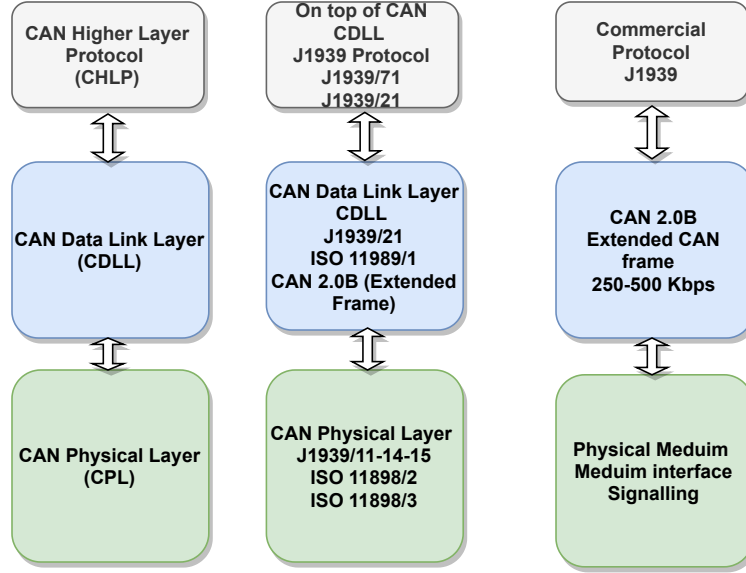 CAN Higher Layer
Protocol
(CHLP)
On top of CAN
CDLL
J1939 Protocol
J1939/71
J1939/21
Commercial
Protocol
J1939
CAN Data Link Layer
(CDLL)
CAN Data Link Layer
CDLL
J1939/21
ISO 11989/1
CAN 2.0B (Extended
Frame)
CAN 2.0B
Extended CAN
frame
250-500 Kbps
CAN Physical Layer
(CPL)
CAN Physical Layer
J1939/11-14-15
ISO 11898/2
ISO 11898/3
Physical Meduim
Meduim interface
Signalling